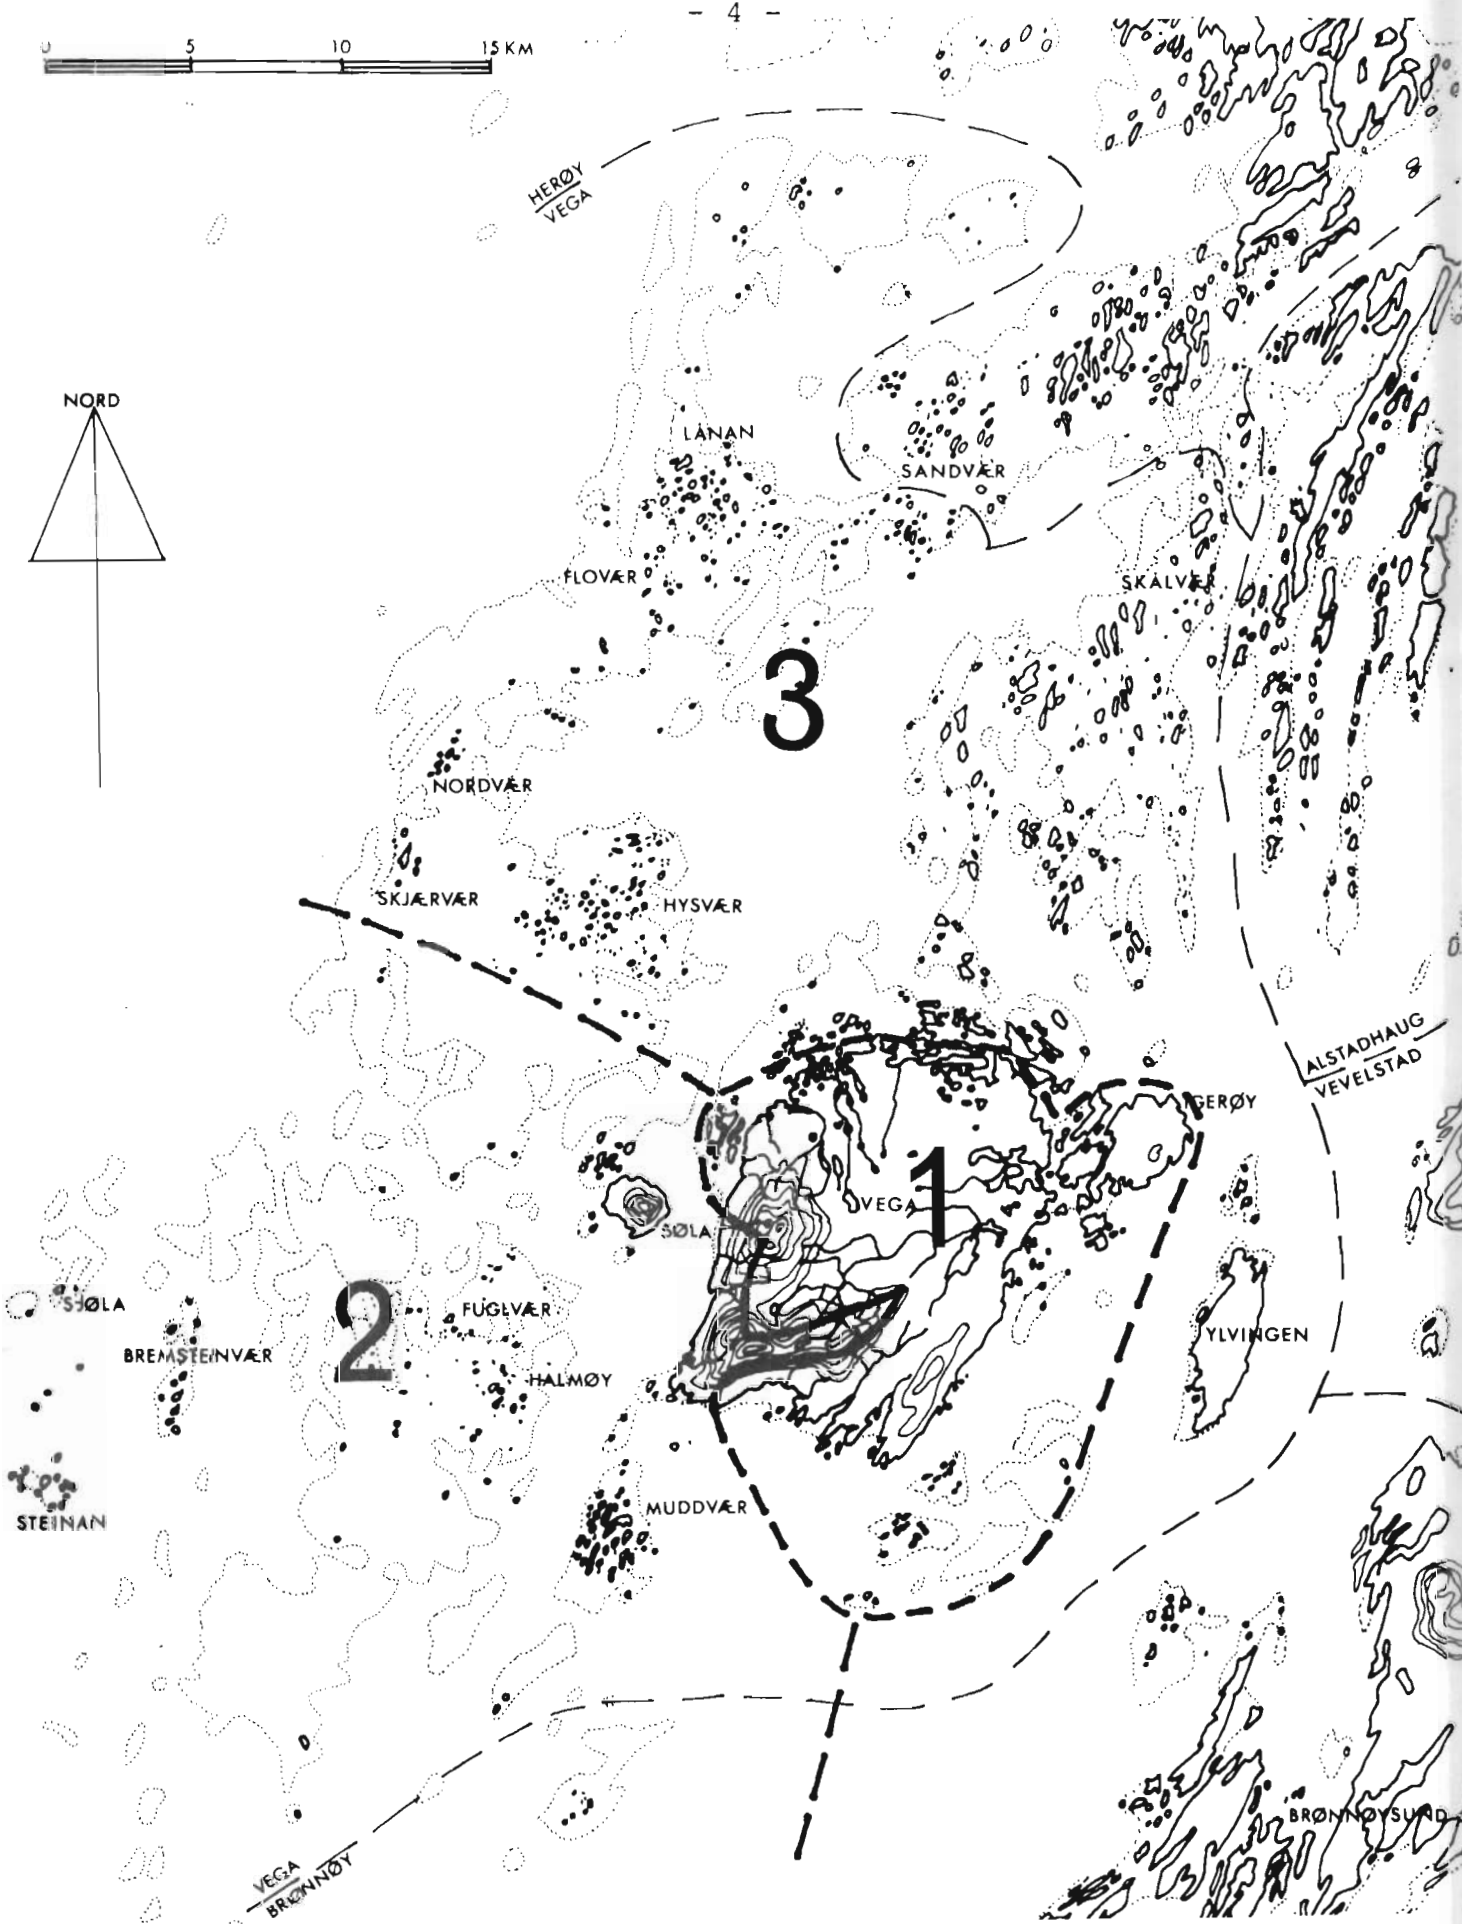 - 4 -
0 5 10 15 KM
HERØY
VEGA
NORD
LÅNAN
SANDVÆR
FLOVÆR
SKÅLVÆR
3
NORDVÆR
SKJÆRVÆR
HYSVÆR
ALSTADHAUG
VEVELSTAD
IGERØY
1
VEGA
SØLA
2
SJØLA
FUGLVÆR
YLVINGEN
BREMSTEINVÆR
HALMØY
MUDDVÆR
STEINAN
BRØNNØYSUND
VEGA
BRØNNØY